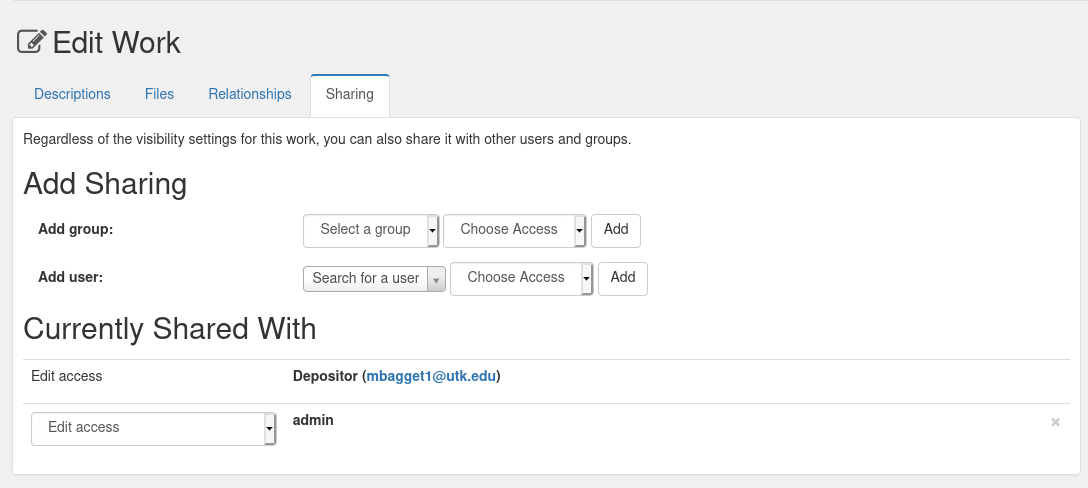 Edit Work
Descriptions Files Relationships Sharing
Regardless of the visibility settings for this work, you can also share it with other users and groups.
Add Sharing
Add group: Select a group Choose Access Add
Add user: Search for a user Choose Access Add
Currently Shared With
Edit access Depositor (mbagget1@utk.edu)
Edit access admin ×